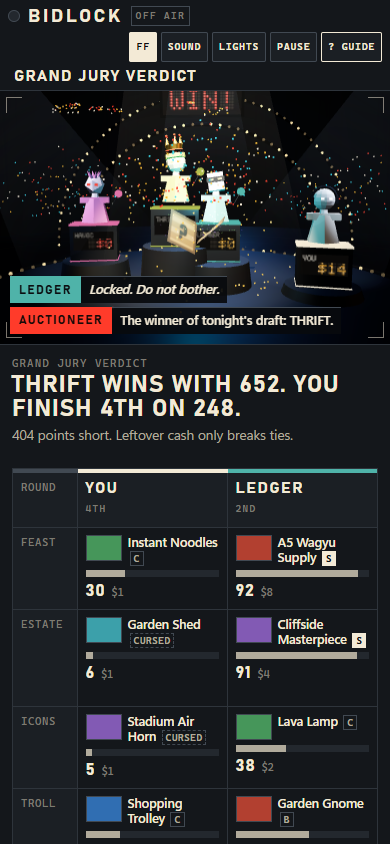 BIDLOCK OFF AIR
FF SOUND LIGHTS PAUSE ? GUIDE
GRAND JURY VERDICT
WIN!
?
YOU
$14
LEDGER Locked. Do not bother.
AUCTIONEER The winner of tonight's draft: THRIFT.
GRAND JURY VERDICT
THRIFT WINS WITH 652. YOU
FINISH 4TH ON 248.
404 points short. Leftover cash only breaks ties.
ROUND YOU LEDGER
4TH 2ND
FEAST Instant Noodles A5 Wagyu
C Supply S
30 $1 92 $8
ESTATE Garden Shed Cliffside
CURSED Masterpiece S
6 $1 91 $4
ICONS Stadium Air Lava Lamp C
Horn CURSED
5 $1 38 $2
TROLL Shopping Garden Gnome
Trolley C B